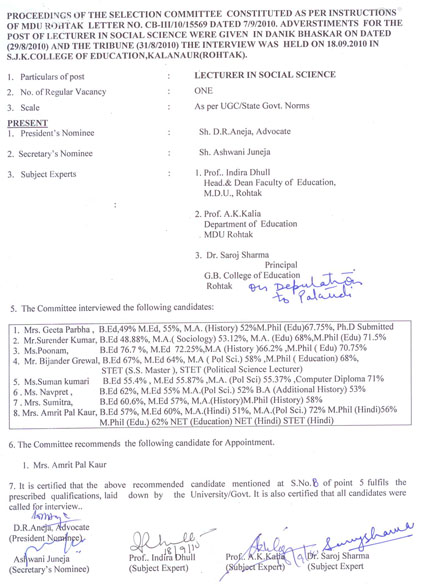 PROCEEDINGS OF THE SELECTION COMMITTEE CONSTITUTED AS PER INSTRUCTIONS
OF MDU ROHTAK LETTER NO. CB-III/10/15569 DATED 7/9/2010. ADVERSTIMENTS FOR THE
POST OF LECTURER IN SOCIAL SCIENCE WERE GIVEN IN DANIK BHASKAR ON DATED
(29/8/2010) AND THE TRIBUNE (31/8/2010) THE INTERVIEW WAS HELD ON 18.09.2010 IN
S.J.K.COLLEGE OF EDUCATION,KALANAUR(ROHTAK).
1. Particulars of post : LECTURER IN SOCIAL SCIENCE
2. No. of Regular Vacancy : ONE
3. Scale : As per UGC/State Govt. Norms
PRESENT
1. President's Nominee : Sh. D.R.Aneja, Advocate
2. Secretary's Nominee : Sh. Ashwani Juneja
3. Subject Experts : 1. Prof.. Indira Dhull
Head.& Dean Faculty of Education,
M.D.U., Rohtak
:
2. Prof. A.K.Kalia
Department of Education
MDU Rohtak
3. Dr. Saroj Sharma
Principal
G.B. College of Education
Rohtak on Deputation
to
5. The Committee interviewed the following candidates:
1. Mrs. Geeta Parbha , B.Ed,49% M.Ed, 55%, M.A. (History) 52%M.Phil (Edu)67.75%, Ph.D Submitted
2. Mr.Surender Kumar, B.Ed 48.88%, M.A.( Sociology) 53.12%, M.A. (Edu) 68%,M.Phil (Edu) 71.5%
3. Ms.Poonam, B.Ed 76.7 %, M.Ed 72.25%,M.A (History )66.2% ,M.Phil ( Edu) 70.75%
4. Mr. Bijander Grewal, B.Ed 67%, M.Ed 64%, M.A.( Pol Sci.) 58% ,M.Phil ( Education) 68%,
STET (S.S. Master ), STET (Political Science Lecturer)
5. Ms.Suman kumari B.Ed 55.4% , M.Ed 55.87% ,M.A. (Pol Sci) 55.37% ,Computer Diploma 71%
6 . Ms. Navpret , B.Ed 62%, M.Ed 55% M.A.(Pol Sci.) 52% B.A (Additional History) 53%
7 . Mrs. Sumitra, B.Ed 60.6%, M.Ed 57%, M.A.(History)M.Phil (History) 58%
8. Mrs. Amrit Pal Kaur, B.Ed 57%, M.Ed 60%, M.A.(Hindi) 51%, M.A.(Pol Sci.) 72% M.Phil (Hindi)56%
M.Phil (Edu.) 62% NET (Education) NET (Hindi) STET (Hindi)
6. The Committee recommends the following candidate for Appointment.
1. Mrs. Amrit Pal Kaur
7. It is certified that the above recommended candidate mentioned at S.No.8 of point 5 fulfils the
prescribed qualifications, laid down by the University/Govt. It is also certified that all candidates were
called for interview..
D.R.Aneja, Advocate
(President Nominee)
18/9/10
Ashwani Juneja Prof.. Indira Dhull Prof.. A.K.Kalia Dr. Saroj Sharma
(Secretary's Nominee) (Subject Expert) (Subject Expert) (Subject Expert)